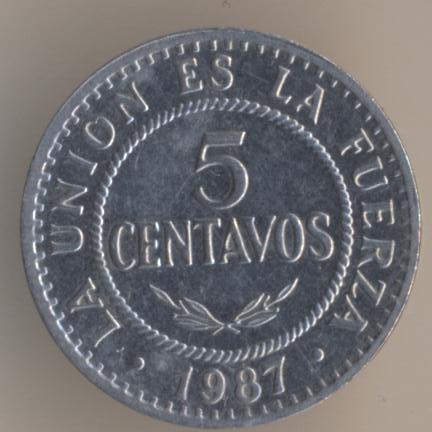 LA UNION ES LA FUERZA
5
CENTAVOS
1987